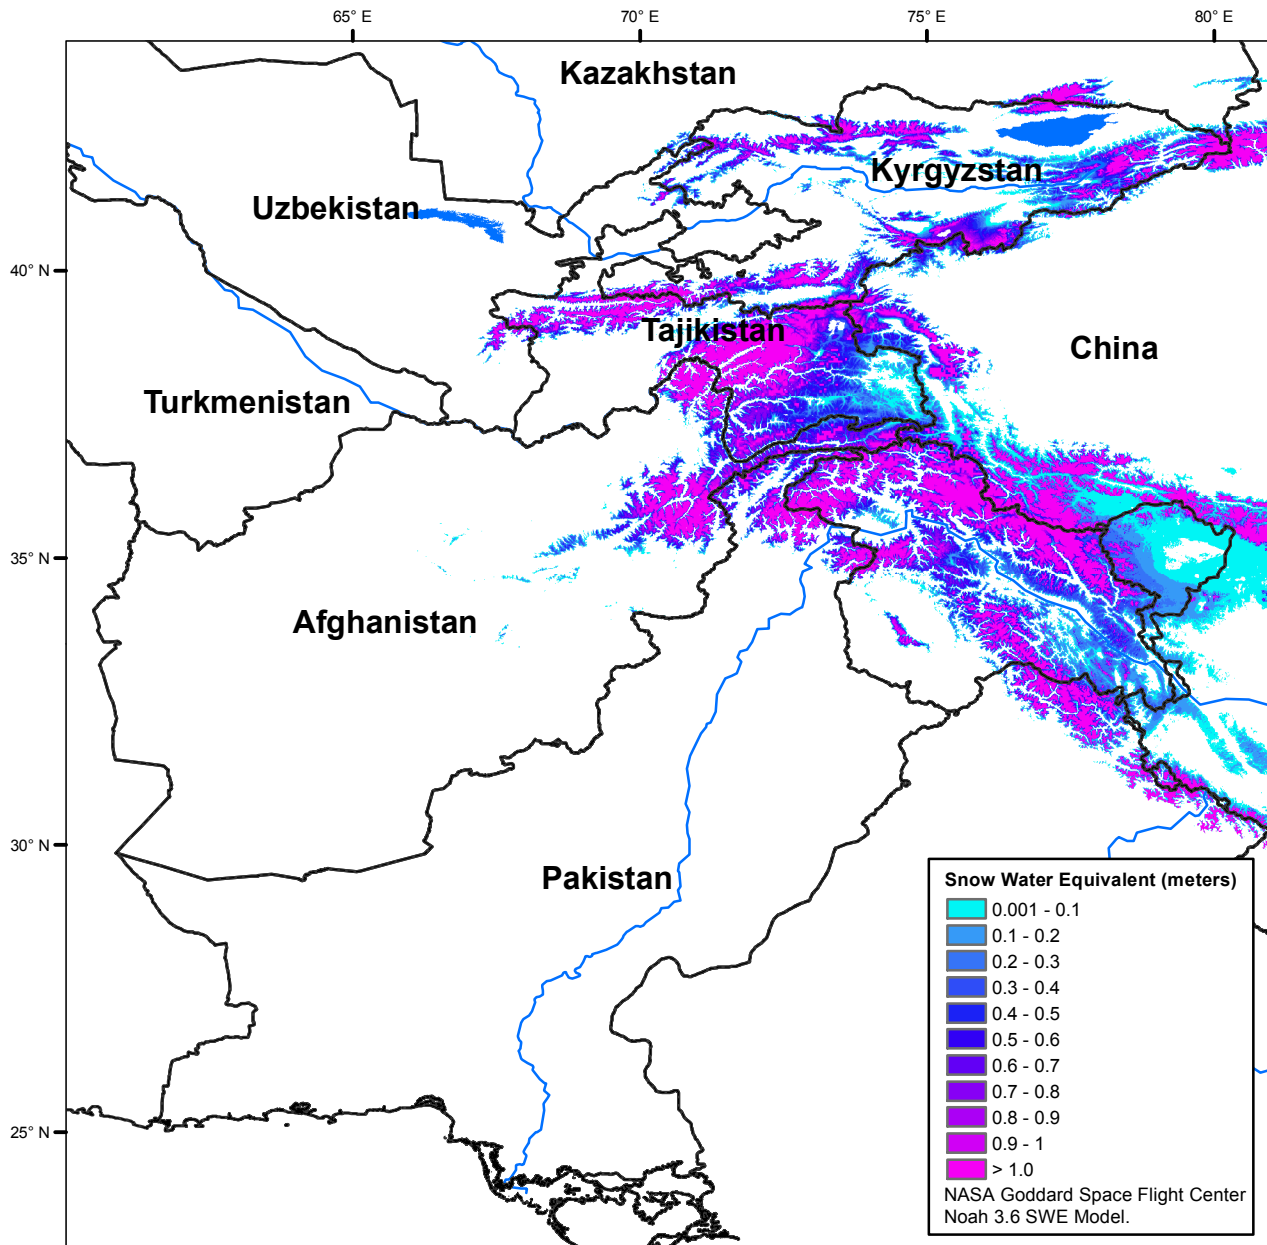 65° E
70° E
75° E
80° E
Kazakhstan
Kyrgyzstan
Uzbekistan
40° N
Tajikistan
China
Turkmenistan
35° N
Afghanistan
30° N
Pakistan
25° N
Snow Water Equivalent (meters)
0.001 - 0.1
0.1 - 0.2
0.2 - 0.3
0.3 - 0.4
0.4 - 0.5
0.5 - 0.6
0.6 - 0.7
0.7 - 0.8
0.8 - 0.9
0.9 - 1
> 1.0
NASA Goddard Space Flight Center
Noah 3.6 SWE Model.